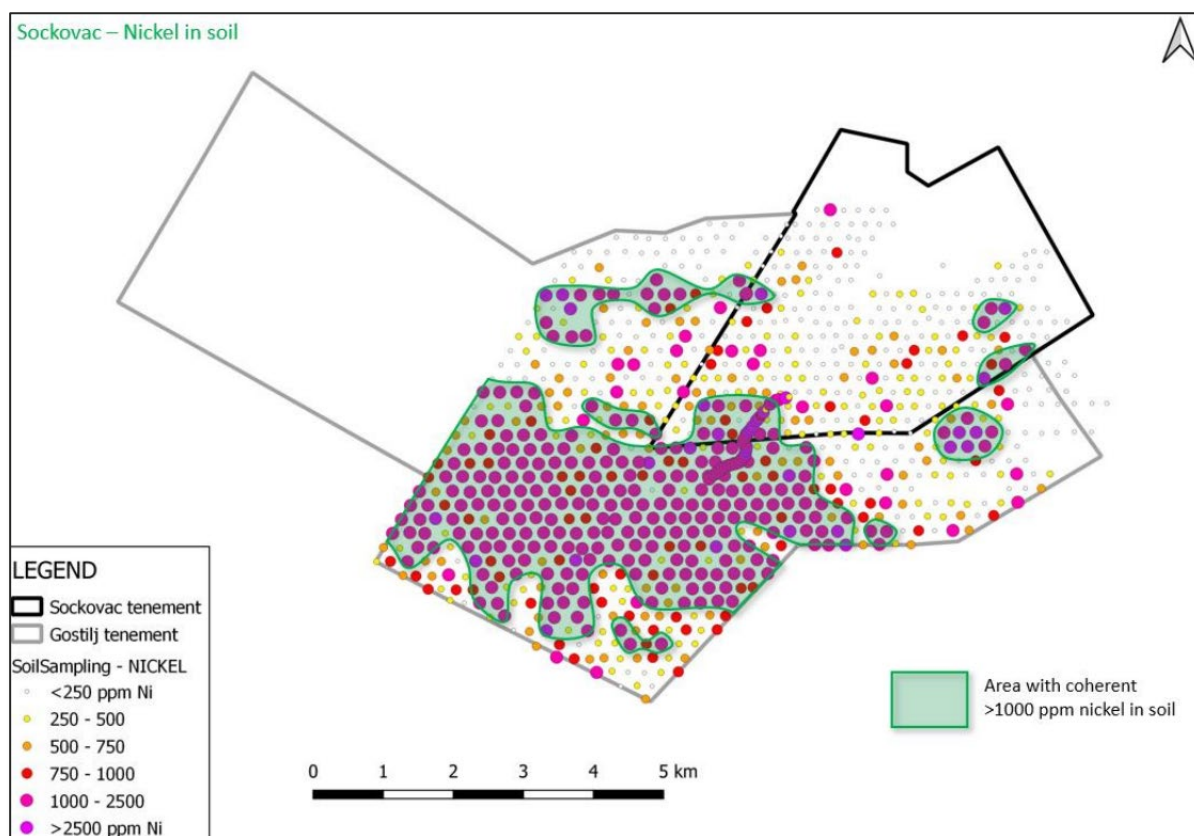 Sockovac – Nickel in soil
LEGEND
Sockovac tenement
Gostilj tenement
SoilSampling - NICKEL
<250 ppm Ni
250 - 500
500 - 750
750 - 1000
1000 - 2500
>2500 ppm Ni
0 1 2 3 4 5 km
Area with coherent
>1000 ppm nickel in soil